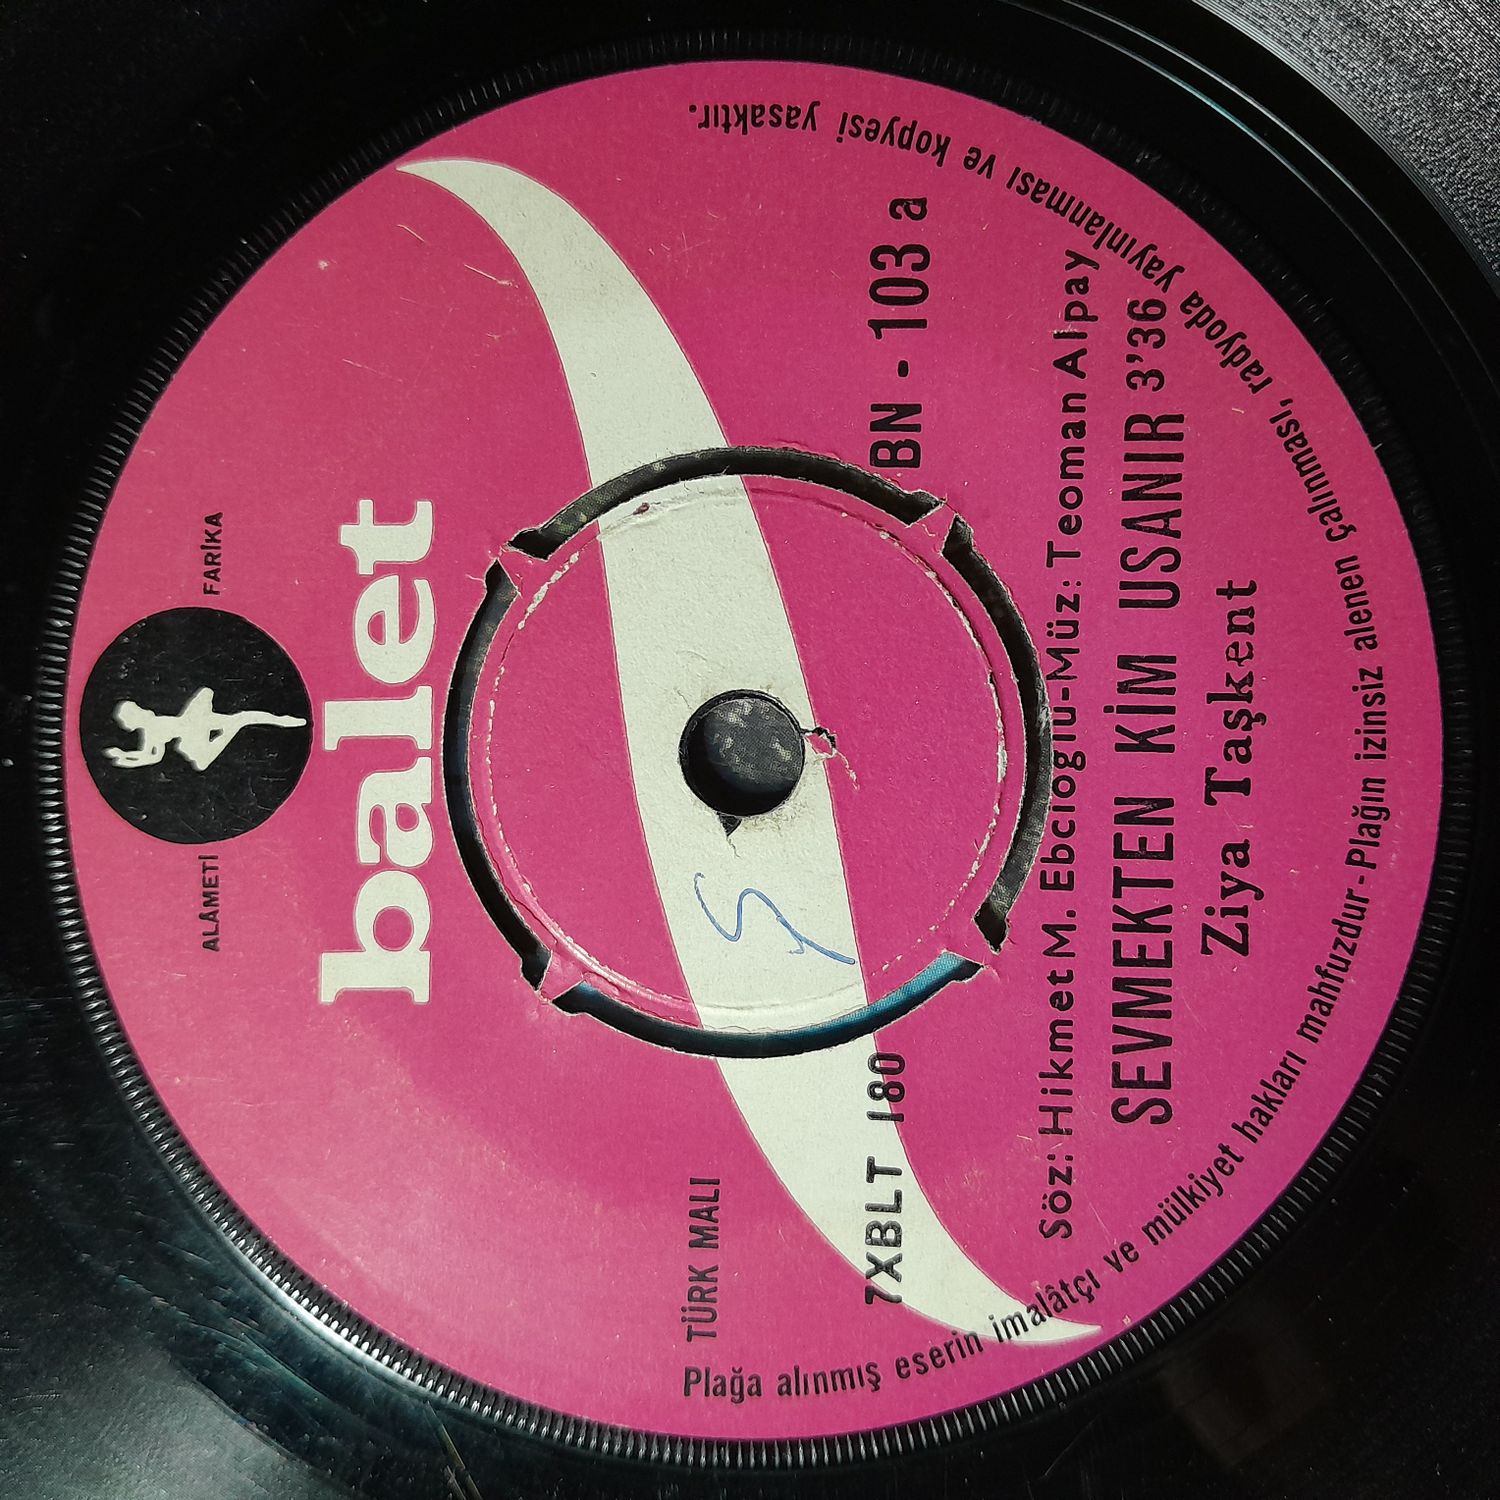 ALÂMETİ FARİKA
balet
TÜRK MALI
7XBLT 180
BN - 103 a
Söz: Hikmet M. Ebcioglu-Müz: Teoman Alpay
SEVMEKTEN KİM USANIR 3'36
Ziya Taşkent
Plağa alınmış eserin imalâtçı ve mülkiyet hakları mahfuzdur-Plağın izinsiz alenen çalınması, radyoda yayınlanması ve kopyesi yasaktır.